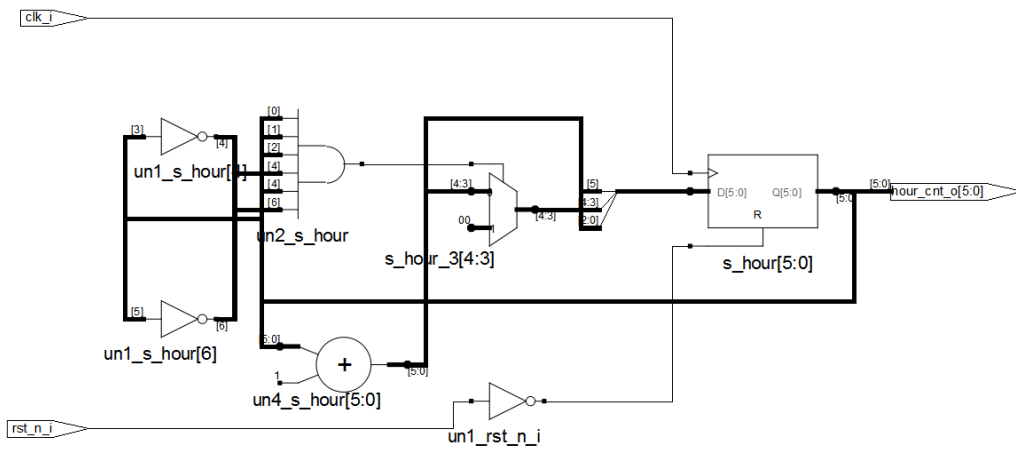 clk_i
[0]
[3]
[4]
[1]
un1_s_hour[4]
[2]
[4]
[4]
[6]
un2_s_hour
[4:3]
0
00
1
[4:3]
s_hour_3[4:3]
[5]
[4:3]
[2:0]
D[5:0]
Q[5:0]
R
[5:0]
[5:0]
hour_cnt_o[5:0]
s_hour[5:0]
[5]
[6]
un1_s_hour[6]
[5:0]
+
1
[5:0]
un4_s_hour[5:0]
rst_n_i
un1_rst_n_i